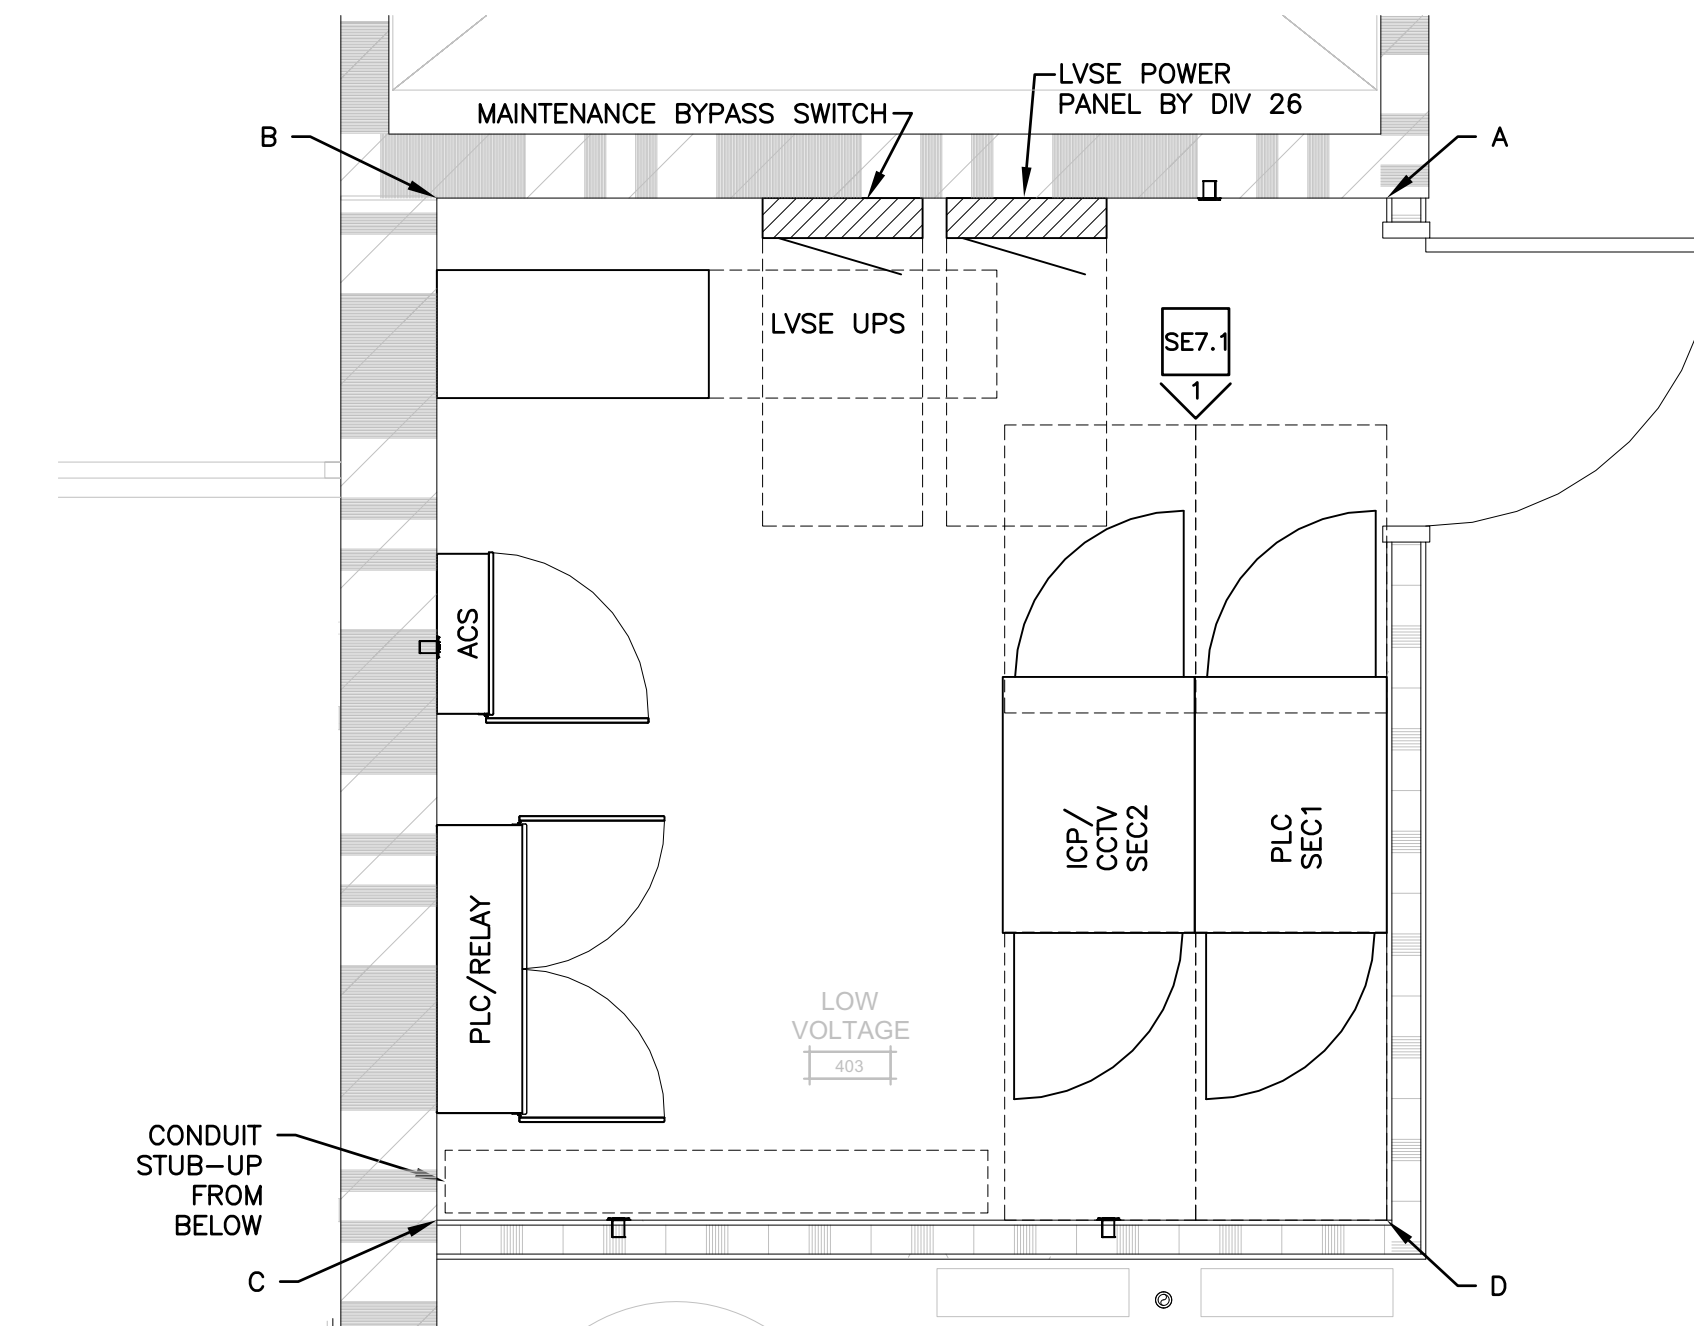 LVSE POWER
PANEL BY DIV 26
MAINTENANCE BYPASS SWITCH
B
A
LVSE UPS
SE7.1
1
ACS
ICP/
CCTV
SEC2
PLC
SEC1
PLC/RELAY
LOW
VOLTAGE
403
CONDUIT
STUB-UP
FROM
BELOW
C
D